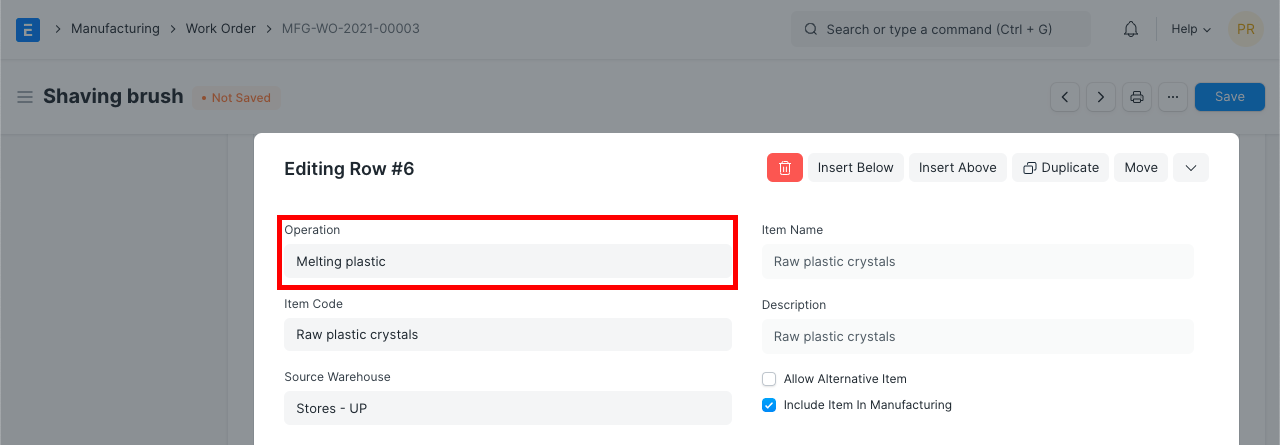 E Manufacturing Work Order MFG-WO-2021-00003 Search or type a command (Ctrl + G) Help PR
Shaving brush • Not Saved ... Save
Editing Row #6 Insert Below Insert Above Duplicate Move
Operation
Melting plastic
Item Name
Raw plastic crystals
Item Code
Raw plastic crystals
Description
Raw plastic crystals
Source Warehouse
Stores - UP
Allow Alternative Item
Include Item In Manufacturing